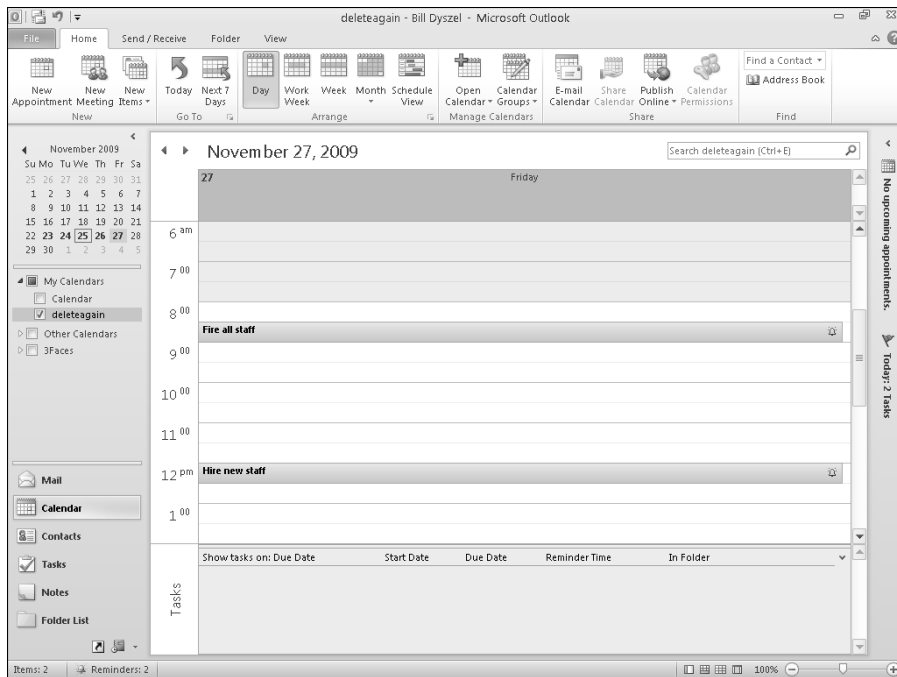 deleteagain - Bill Dyszel - Microsoft Outlook
File Home Send / Receive Folder View
New Appointment New Meeting New Items Today Next 7 Days Day Work Week Week Month Schedule View Open Calendar Calendar Groups E-mail Calendar Share Calendar Publish Online Calendar Permissions Find a Contact Address Book
New Go To Arrange Manage Calendars Share Find
November 2009
Su Mo Tu We Th Fr Sa
25 26 27 28 29 30 31
1 2 3 4 5 6 7
8 9 10 11 12 13 14
15 16 17 18 19 20 21
22 23 24 25 26 27 28
29 30 1 2 3 4 5
My Calendars
Calendar
deleteagain
Other Calendars
3Faces
Mail
Calendar
Contacts
Tasks
Notes
Folder List
November 27, 2009
Search deleteagain (Ctrl+E)
27 Friday
6 am
7 00
8 00
Fire all staff
9 00
10 00
11 00
12 pm Hire new staff
1 00
Tasks
Show tasks on: Due Date Start Date Due Date Reminder Time In Folder
No upcoming appointments.
Today: 2 Tasks
Items: 2 Reminders: 2 100%